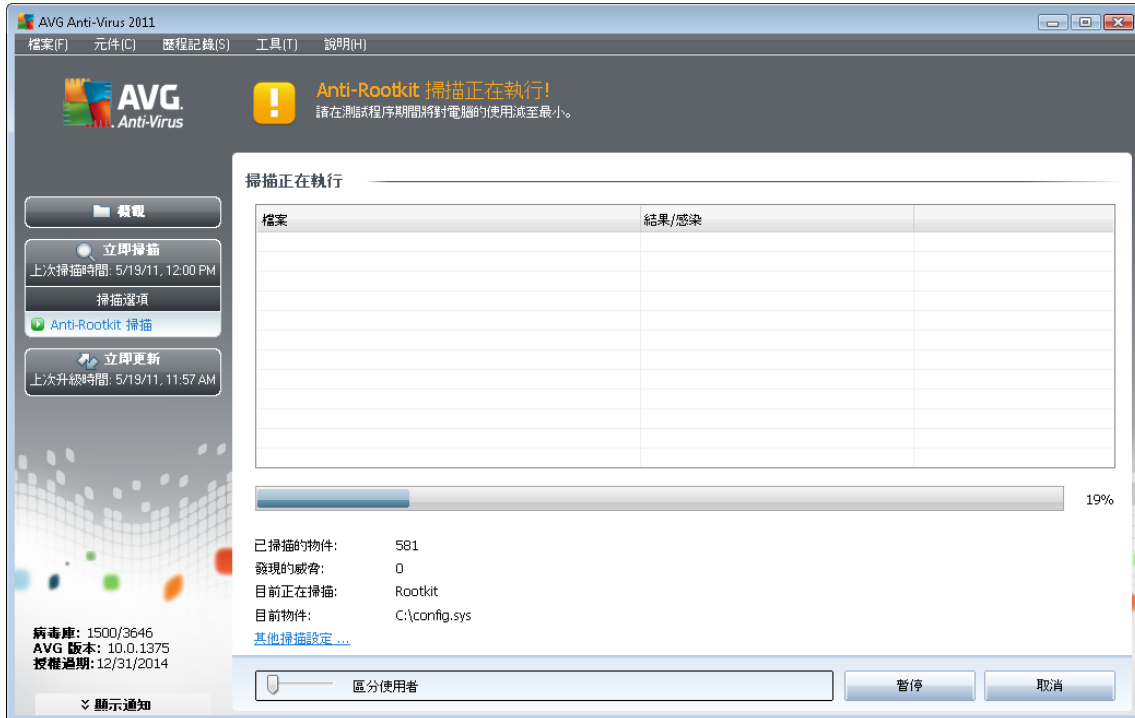 AVG Anti-Virus 2011
檔案(F) 元件(C) 歷程記錄(S) 工具(T) 說明(H)
AVG.
Anti-Virus
Anti-Rootkit 掃描正在執行!
請在測試程序期間將對電腦的使用減至最小。
概觀
立即掃描
上次掃描時間: 5/19/11, 12:00 PM
掃描選項
Anti-Rootkit 掃描
立即更新
上次升級時間: 5/19/11, 11:57 AM
病毒庫: 1500/3646
AVG 版本: 10.0.1375
授權過期: 12/31/2014
顯示通知
掃描正在執行
檔案 結果/感染
19%
已掃描的物件: 581
發現的威脅: 0
目前正在掃描: Rootkit
目前物件: C:\config.sys
其他掃描設定 ...
區分使用者
暫停 取消